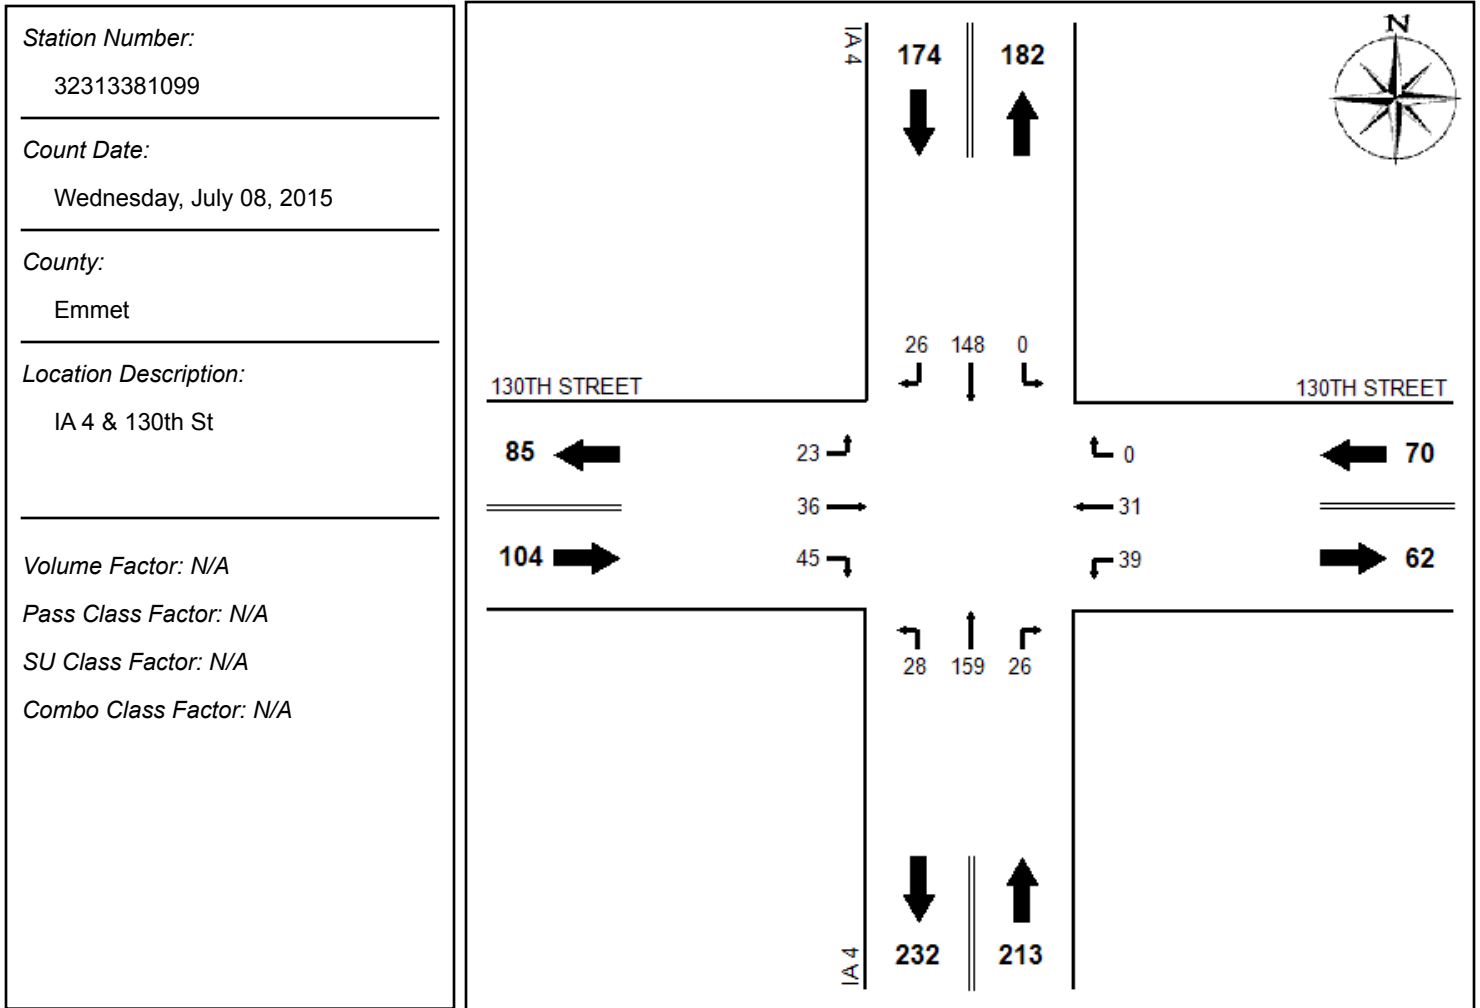 Station Number:
32313381099
Count Date:
Wednesday, July 08, 2015
County:
Emmet
Location Description:
IA 4 & 130th St
Volume Factor: N/A
Pass Class Factor: N/A
SU Class Factor: N/A
Combo Class Factor: N/A
IA 4
174 182
N
26 148 0
130TH STREET
130TH STREET
85 23 0 70
36 31
104 45 39 62
28 159 26
IA 4
232 213